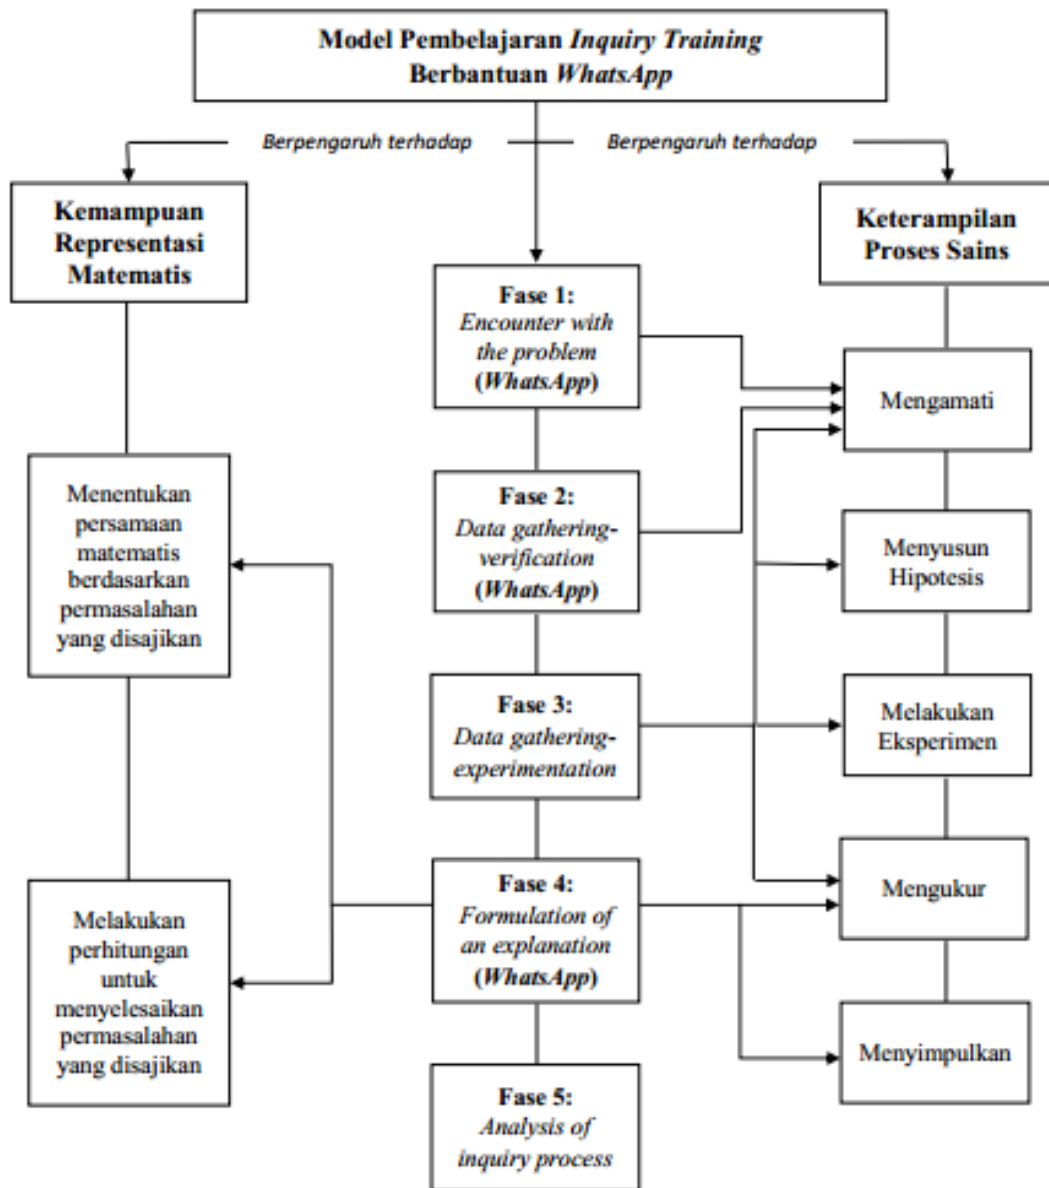 Model Pembelajaran Inquiry Training
Berbantuan WhatsApp
Berpengaruh terhadap
Berpengaruh terhadap
Kemampuan
Representasi
Matematis
Keterampilan
Proses Sains
Fase 1:
Encounter with
the problem
(WhatsApp)
Mengamati
Menentukan
persamaan
matematis
berdasarkan
permasalahan
yang disajikan
Fase 2:
Data gathering-
verification
(WhatsApp)
Menyusun
Hipotesis
Fase 3:
Data gathering-
experimentation
Melakukan
Eksperimen
Melakukan
perhitungan
untuk
menyelesaikan
permasalahan
yang disajikan
Fase 4:
Formulation of
an explanation
(WhatsApp)
Mengukur
Menyimpulkan
Fase 5:
Analysis of
inquiry process